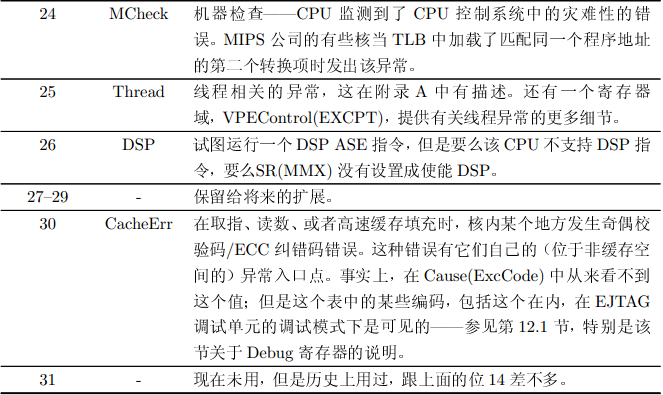 24 MCheck 机器检查——CPU 监测到了 CPU 控制系统中的灾难性的错
误。MIPS 公司的有些核当 TLB 中加载了匹配同一个程序地址
的第二个转换项时发出该异常。
25 Thread 线程相关的异常，这在附录 A 中有描述。还有一个寄存器
域，VPEControl(EXCPT)，提供有关线程异常的更多细节。
26 DSP 试图运行一个 DSP ASE 指令，但是要么该 CPU 不支持 DSP 指
令，要么SR(MMX) 没有设置成使能 DSP。
27–29 - 保留给将来的扩展。
30 CacheErr 在取指、读数、或者高速缓存填充时，核内某个地方发生奇偶校
验码/ECC 纠错码错误。这种错误有它们自己的（位于非缓存空
间的）异常入口点。事实上，在 Cause(ExcCode) 中从来看不到
这个值；但是这个表中的某些编码，包括这个在内，在 EJTAG
调试单元的调试模式下是可见的——参见第 12.1 节，特别是该
节关于 Debug 寄存器的说明。
31 - 现在未用，但是历史上用过，跟上面的位 14 差不多。